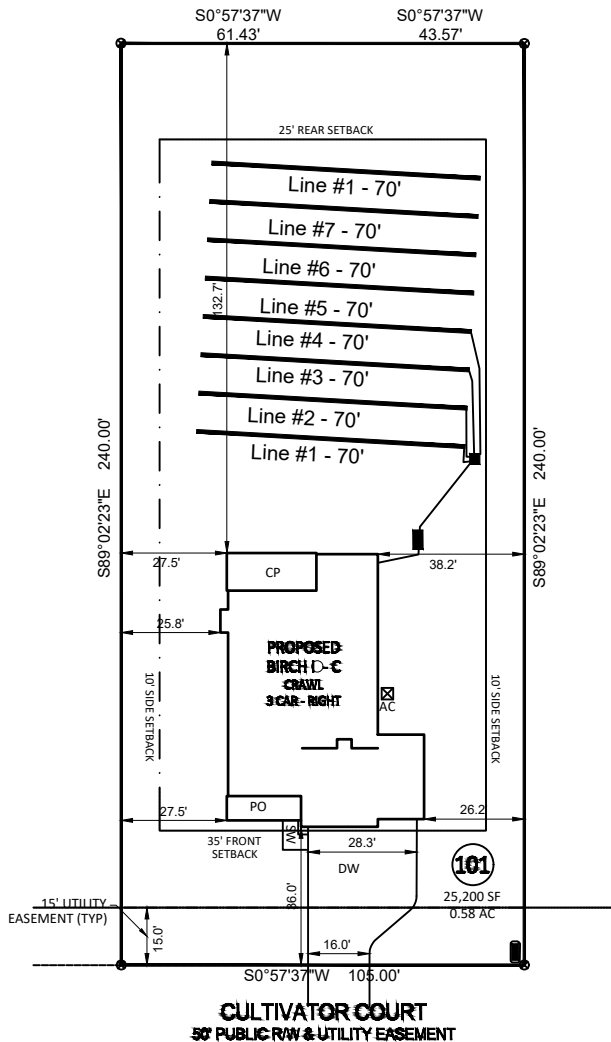 S0°57'37"W
61.43'
S0°57'37"W
43.57'
25' REAR SETBACK
Line #1 - 70'
Line #7 - 70'
Line #6 - 70'
132.7'
Line #5 - 70'
Line #4 - 70'
Line #3 - 70'
Line #2 - 70'
Line #1 - 70'
S89°02'23"E 240.00'
S89°02'23"E 240.00'
27.5'
CP
38.2'
25.8'
PROPOSED
BIRCH D - C
CRAWL
3 CAR - RIGHT
AC
10' SIDE SETBACK
10' SIDE SETBACK
27.5'
PO
26.2'
35' FRONT
SETBACK
SW
28.3'
DW
36.0'
101
25,200 SF
0.58 AC
15' UTILITY
EASEMENT (TYP)
15.0'
16.0'
S0°57'37"W 105.00'
CULTIVATOR COURT
50' PUBLIC R/W & UTILITY EASEMENT